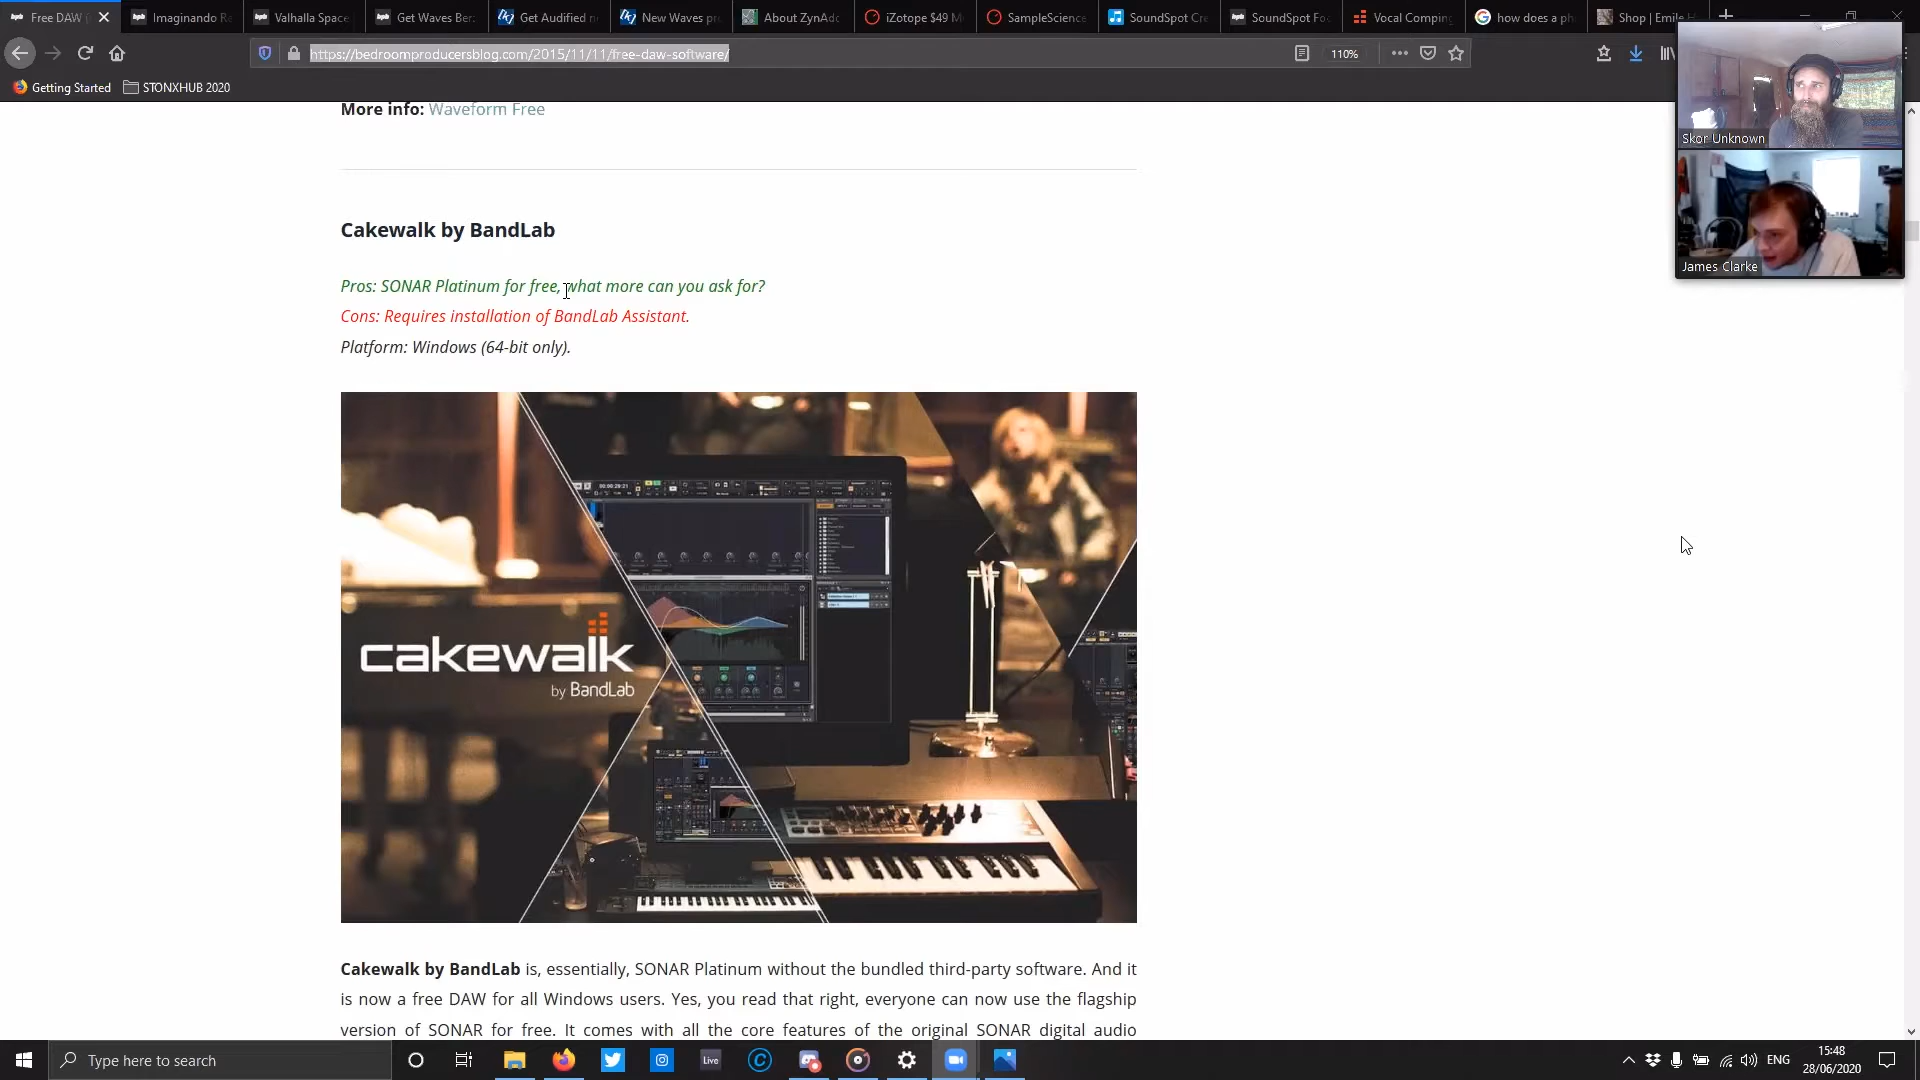 Free DAW
Imaginando R
Valhalla Space
Get Waves Ber
Get Audified n
New Waves pr
About ZynAdd
iZotope $49 M
SampleScience
SoundSpot Cr
SoundSpot Fo
Vocal Comping
how does a ph
Shop | Emile H
https://bedroomproducersblog.com/2015/11/11/free-daw-software/
110%
Getting Started
STONXHUB 2020
Skor Unknown
James Clarke
More info: Waveform Free
Cakewalk by BandLab
Pros: SONAR Platinum for free, what more can you ask for?
Cons: Requires installation of BandLab Assistant.
Platform: Windows (64-bit only).
cakewalk
by BandLab
Cakewalk by BandLab is, essentially, SONAR Platinum without the bundled third-party software. And it
is now a free DAW for all Windows users. Yes, you read that right, everyone can now use the flagship
version of SONAR for free. It comes with all the core features of the original SONAR digital audio
Type here to search
Live
ENG
15:48
28/06/2020